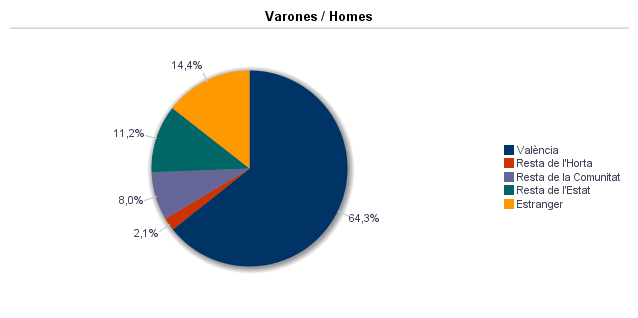 Varones / Homes
14,4%
11,2%
8,0%
2,1%
64,3%
València
Resta de l'Horta
Resta de la Comunitat
Resta de l'Estat
Estranger